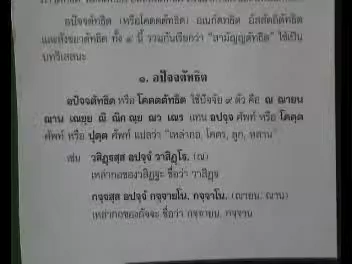 อปัจจตัทธิต (หรือโคตตตัทธิต) อเนกัตถตัทธิต อัสสัตถิตัทธิต
และสังขยาตัทธิต ทั้ง ๔ นี้ รวมกันเรียกว่า "สามัญญตัทธิต" ใช้เป็น
บทวิเสสนะ
๑. อปัจจตัทธิต
อปัจจตัทธิต หรือ โคตตตัทธิต ใช้ปัจจัย ๙ ตัว คือ ณ ณายน
ณาน เณยฺย ณิ ณิก ณฺย ณว เณร แทน อปจฺจ ศัพท์ หรือ โคตฺต
ศัพท์ หรือ ปุตฺต ศัพท์ แปลว่า "เหล่ากอ, โคตร, ลูก, หลาน"
เช่น วสิฏฺฐสฺส อปจฺจํ วาสิฏฺโฐ. (ณ)
เหล่ากอของวสิฏฐะ ชื่อว่า วาสิฏฐ
กจฺจสฺส อปจฺจํ กจฺจายโน, กจฺจาโน. (ณายน, ณาน)
เหล่ากอของกัจจะ ชื่อว่า กจฺจายน, กจฺจาน